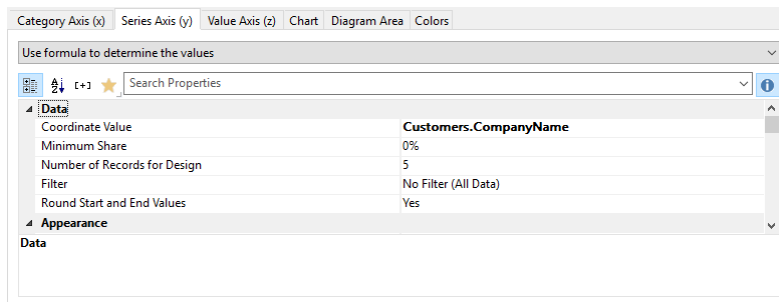 Category Axis (x) Series Axis (y) Value Axis (z) Chart Diagram Area Colors
Use formula to determine the values
Search Properties
Data
Coordinate Value Customers.CompanyName
Minimum Share 0%
Number of Records for Design 5
Filter No Filter (All Data)
Round Start and End Values Yes
Appearance
Data